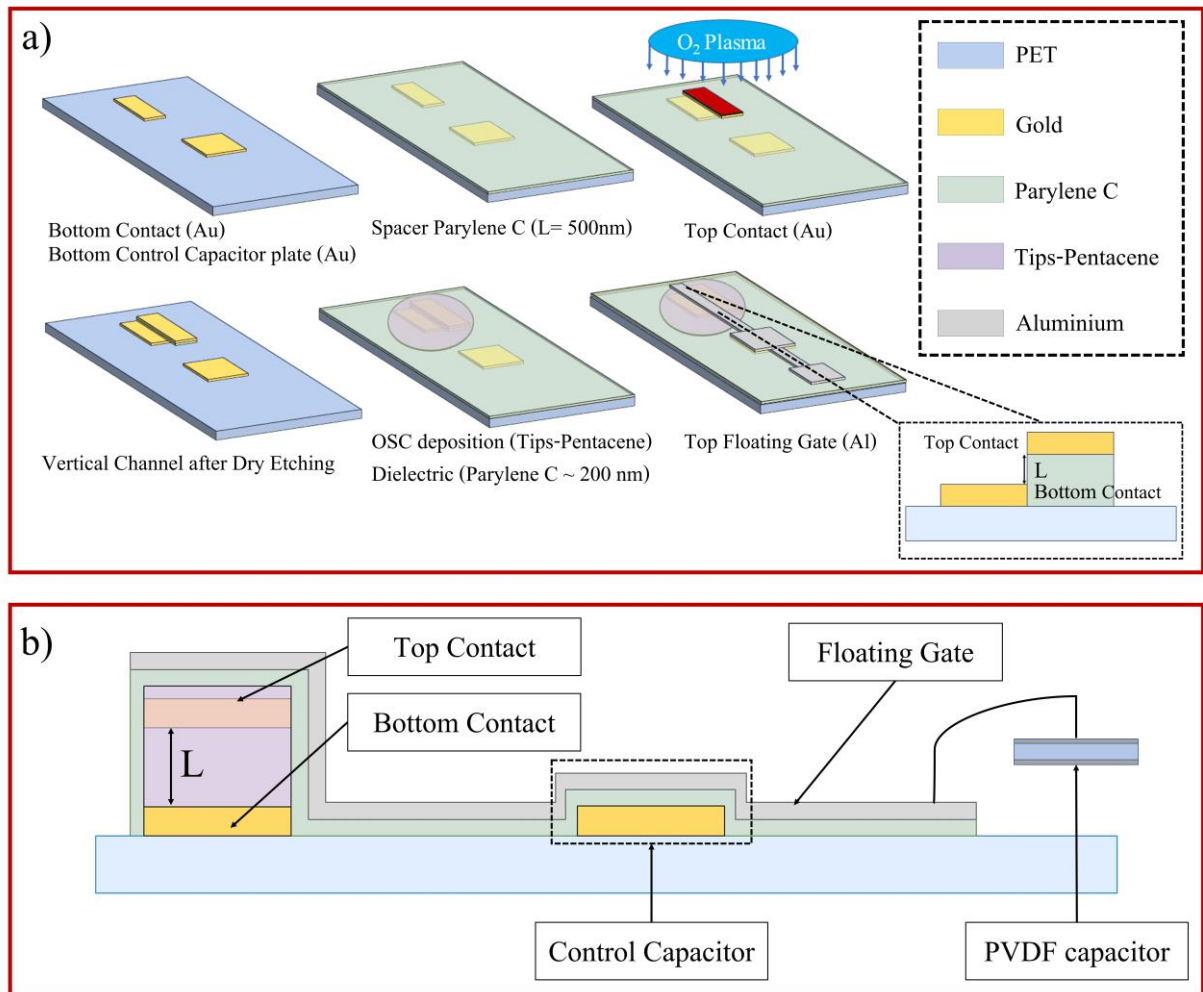 a)
O₂ Plasma
Bottom Contact (Au)
Bottom Control Capacitor plate (Au)
Spacer Parylene C (L= 500nm)
Top Contact (Au)
Vertical Channel after Dry Etching
OSC deposition (Tips-Pentacene)
Dielectric (Parylene C ~ 200 nm)
Top Floating Gate (Al)
PET
Gold
Parylene C
Tips-Pentacene
Aluminium
Top Contact
L
Bottom Contact
b)
Top Contact
Bottom Contact
L
Floating Gate
Control Capacitor
PVDF capacitor